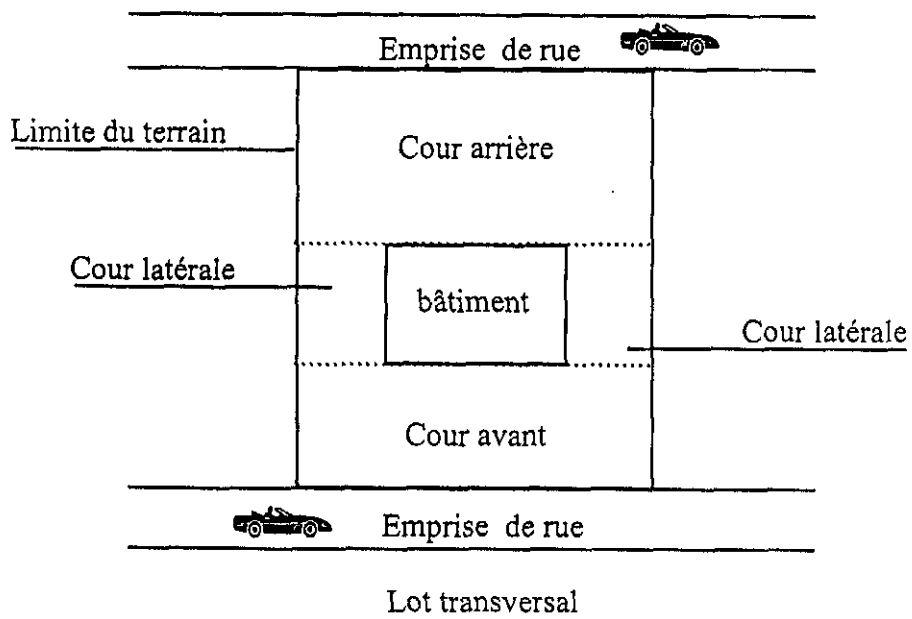 Emprise de rue
Limite du terrain
Cour arrière
Cour latérale
bâtiment
Cour latérale
Cour avant
Emprise de rue
Lot transversal